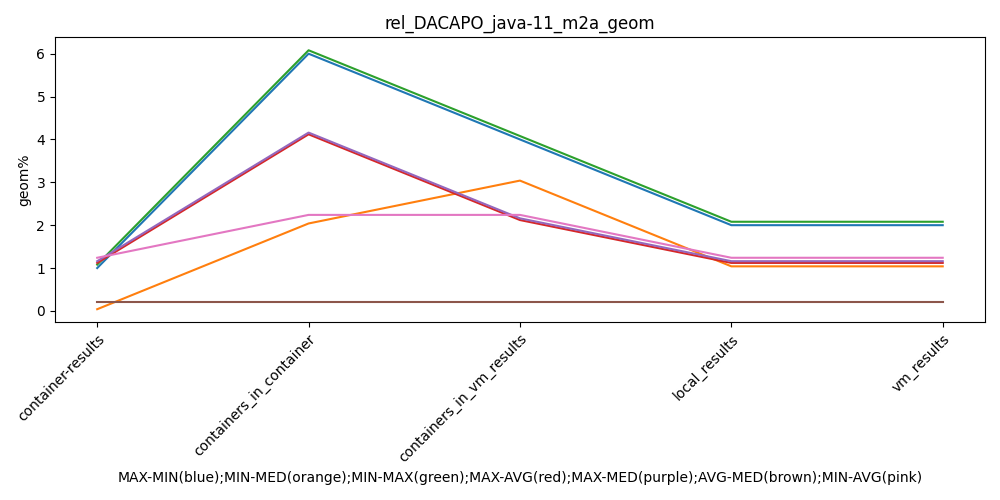 rel_DACAPO_java-11_m2a_geom
geom%
6
5
4
3
2
1
0
container-results
containers_in_container
containers_in_vm_results
local_results
vm_results
MAX-MIN(blue);MIN-MED(orange);MIN-MAX(green);MAX-AVG(red);MAX-MED(purple);AVG-MED(brown);MIN-AVG(pink)